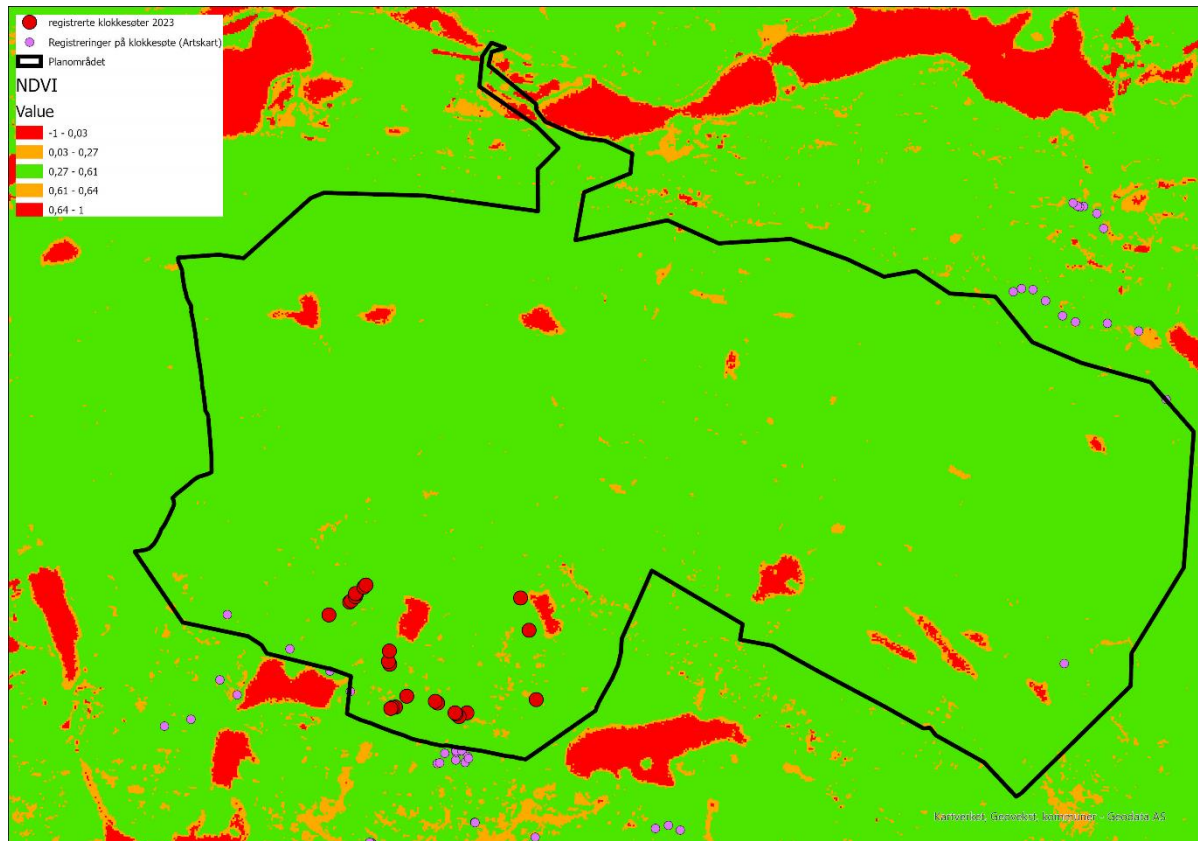 registrerte klokkesøter 2023
Registreringer på klokkesøte (Artskart)
Planområdet
NDVI
Value
-1 - 0,03
0,03 - 0,27
0,27 - 0,61
0,61 - 0,64
0,64 - 1
Kartverket, Geovekst, kommuner - Geodata AS